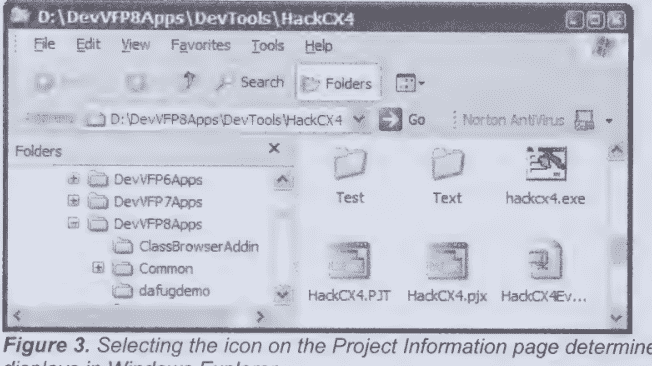 D:\DevVFP8Apps\DevTools\HackCX4
File Edit View Favorites Tools Help
Search Folders
Address D:\DevVFP8Apps\DevTools\HackCX4 Go Norton AntiVirus
Folders
DevVFP6Apps
DevVFP7Apps
DevVFP8Apps
ClassBrowserAddin
Common
dafugdemo
Test Text hackcx4.exe
HackCX4.PJT HackCX4.pjx HackCX4Ev...
Figure 3. Selecting the icon on the Project Information page determine
displays in Windows Explorer